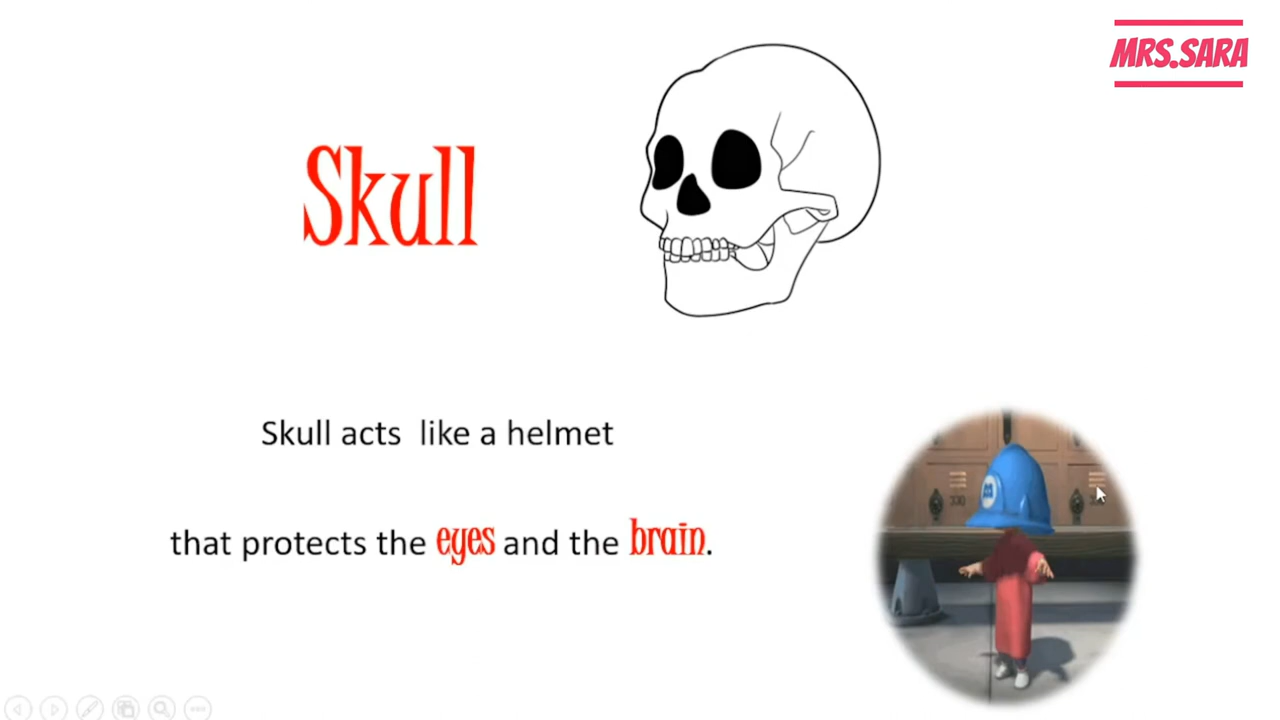 MRS.SARA
Skull
Skull acts like a helmet
that protects the eyes and the brain.